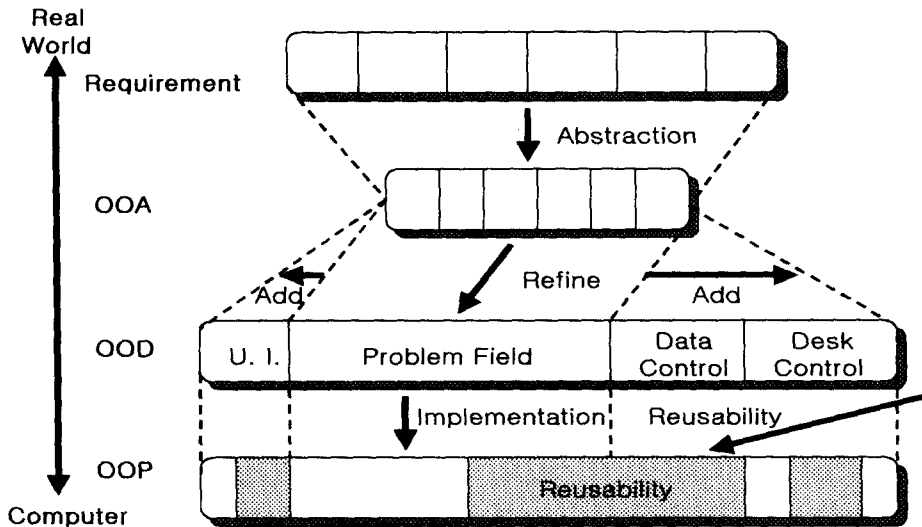 Real
World
Requirement
Abstraction
OOA
Refine
Add
Add
OOD
U. I.
Problem Field
Data
Control
Desk
Control
Implementation
Reusability
OOP
Reusability
Computer